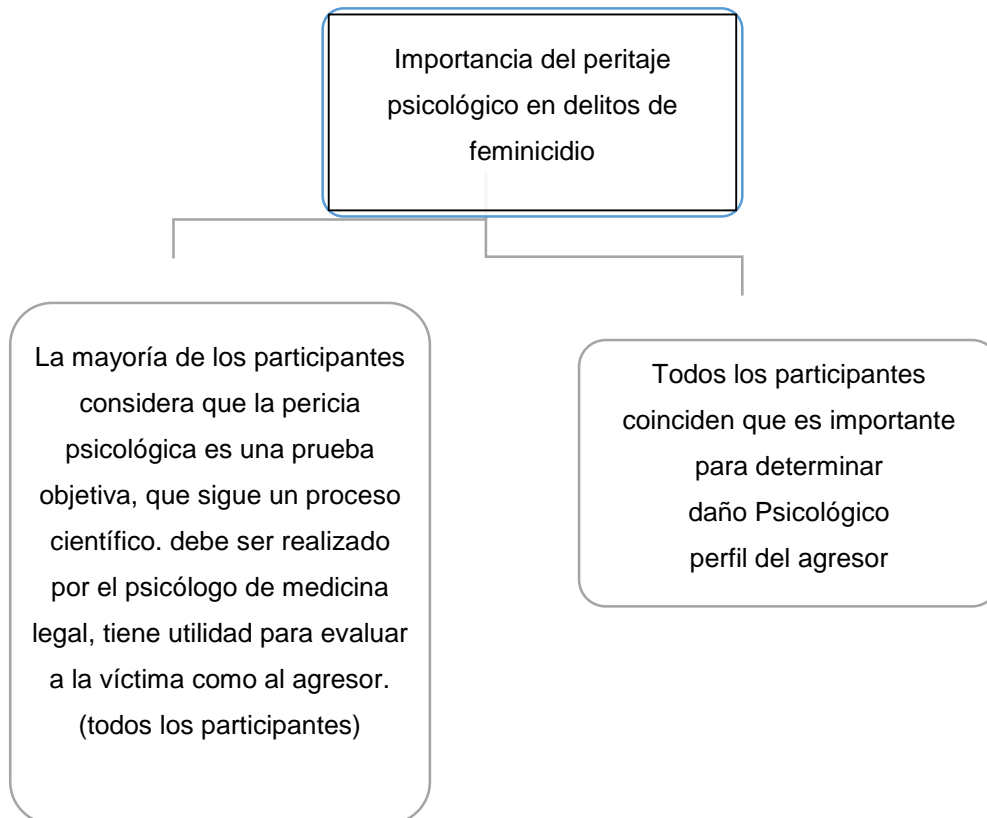 Importancia del peritaje
psicológico en delitos de
feminicidio
La mayoría de los participantes
considera que la pericia
psicológica es una prueba
objetiva, que sigue un proceso
científico. debe ser realizado
por el psicólogo de medicina
legal, tiene utilidad para evaluar
a la víctima como al agresor.
(todos los participantes)
Todos los participantes
coinciden que es importante
para determinar
daño Psicológico
perfil del agresor